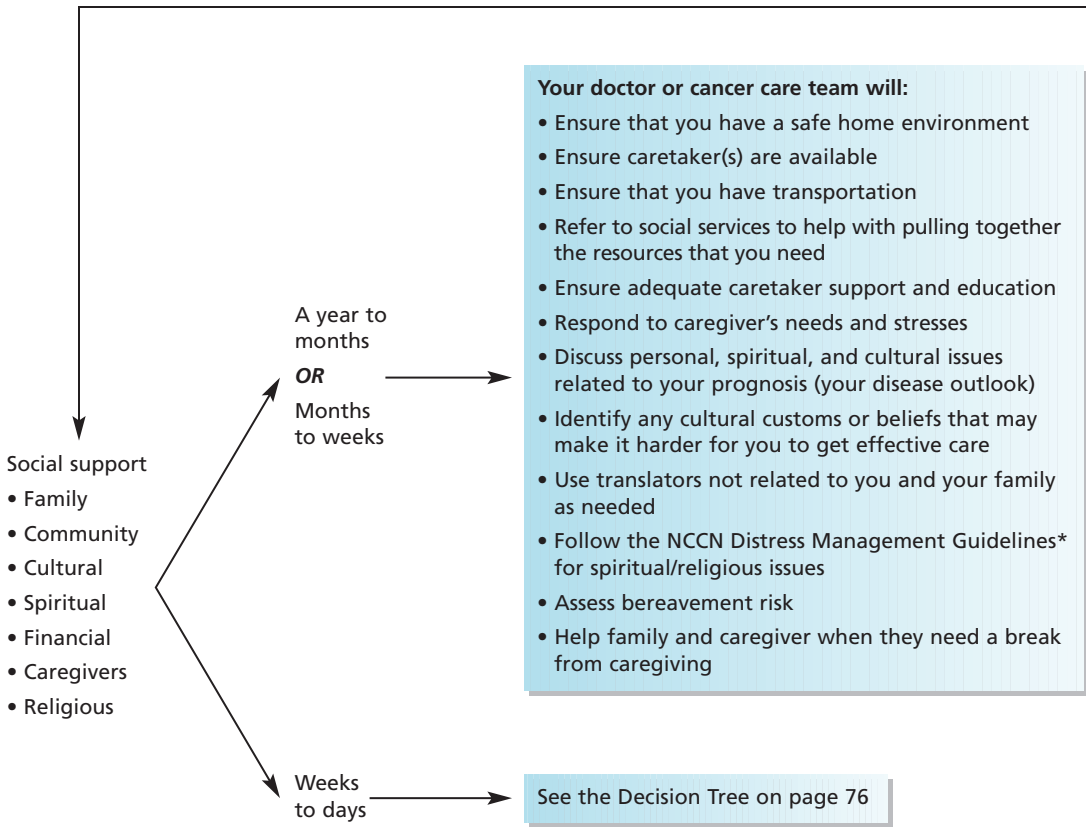 Social support
• Family
• Community
• Cultural
• Spiritual
• Financial
• Caregivers
• Religious
A year to
months
OR
Months
to weeks
Your doctor or cancer care team will:
• Ensure that you have a safe home environment
• Ensure caretaker(s) are available
• Ensure that you have transportation
• Refer to social services to help with pulling together
the resources that you need
• Ensure adequate caretaker support and education
• Respond to caregiver's needs and stresses
• Discuss personal, spiritual, and cultural issues
related to your prognosis (your disease outlook)
• Identify any cultural customs or beliefs that may
make it harder for you to get effective care
• Use translators not related to you and your family
as needed
• Follow the NCCN Distress Management Guidelines*
for spiritual/religious issues
• Assess bereavement risk
• Help family and caregiver when they need a break
from caregiving
Weeks
to days
See the Decision Tree on page 76